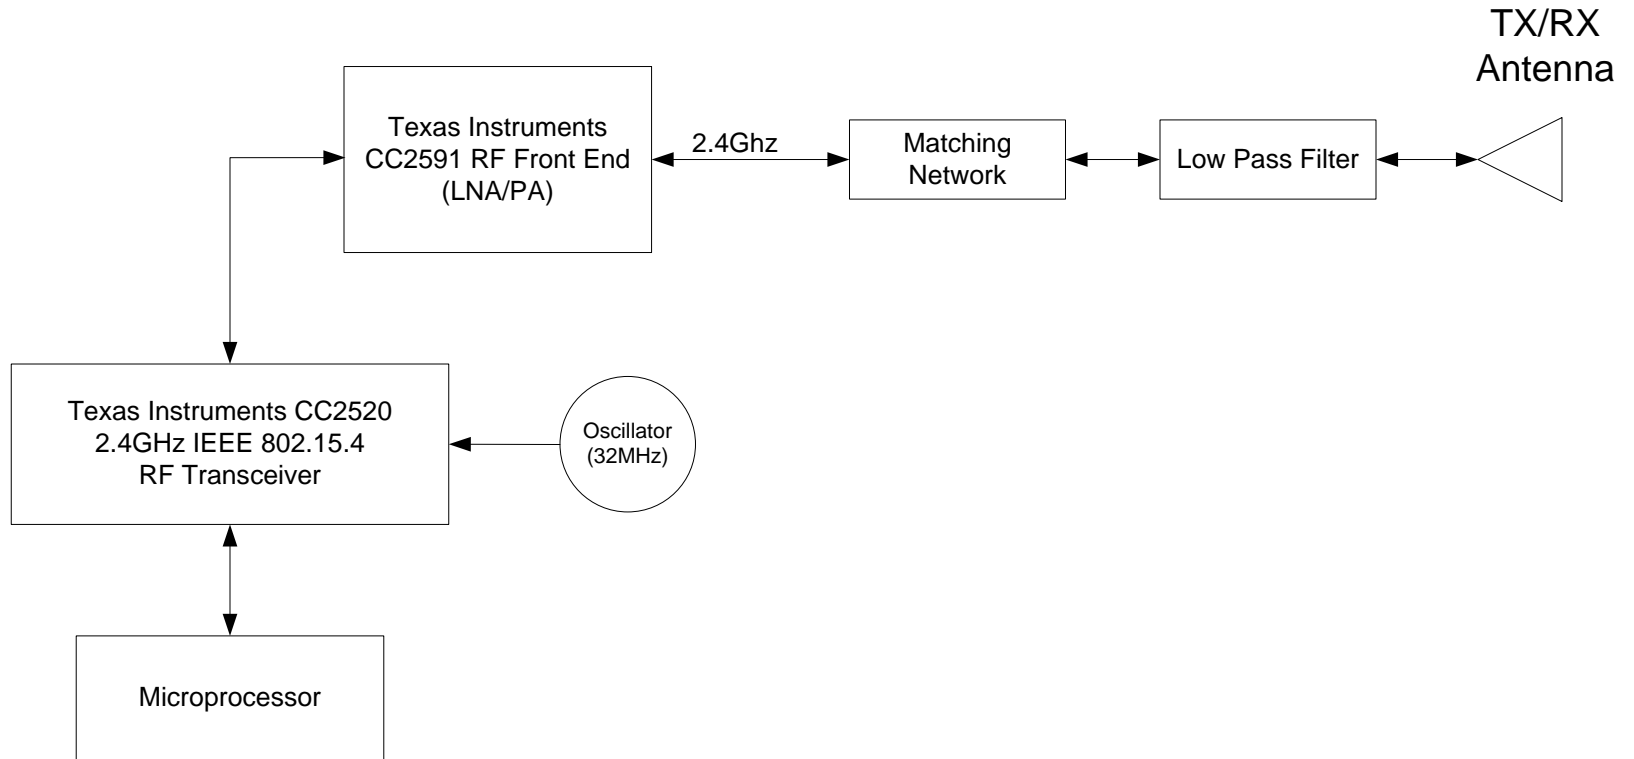 TX/RX
Antenna
Texas Instruments
CC2591 RF Front End
(LNA/PA)
2.4Ghz
Matching
Network
Low Pass Filter
Texas Instruments CC2520
2.4GHz IEEE 802.15.4
RF Transceiver
Oscillator
(32MHz)
Microprocessor